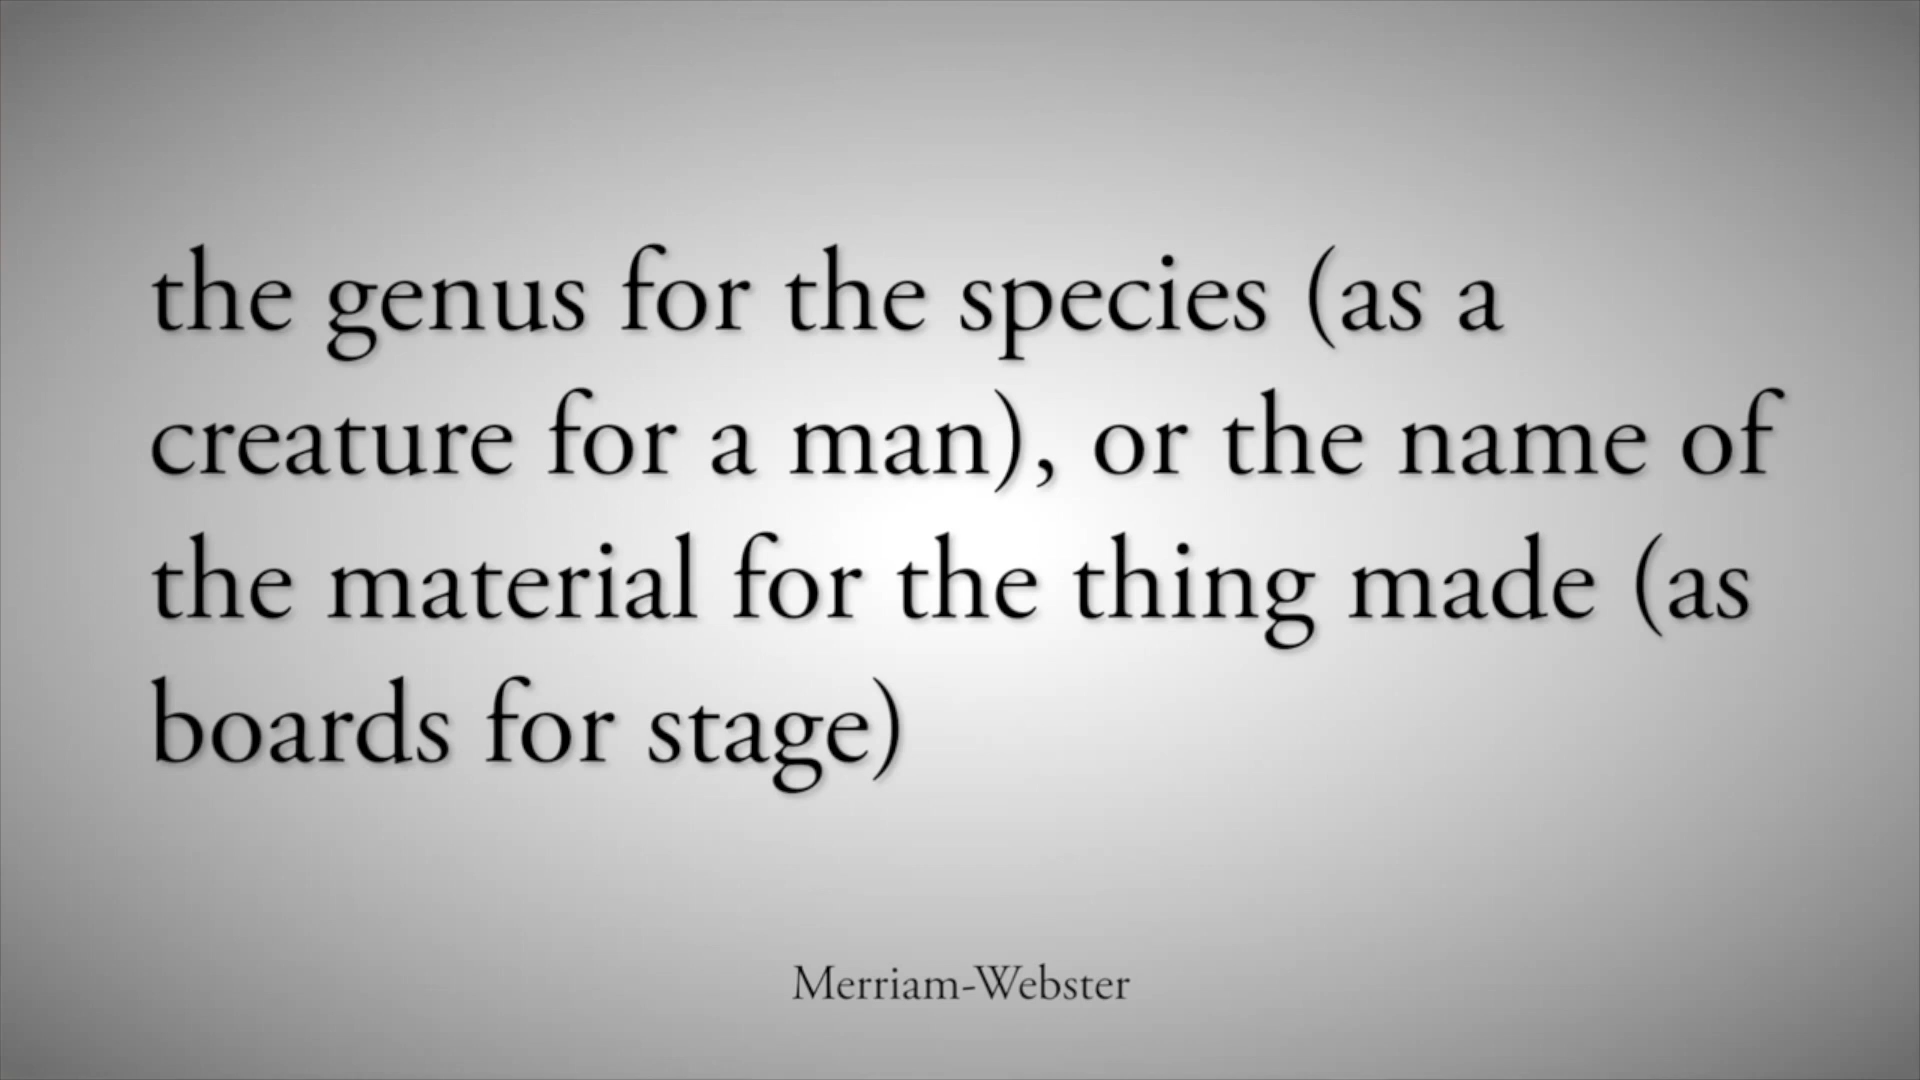 the genus for the species (as a
creature for a man), or the name of
the material for the thing made (as
boards for stage)
Merriam-Webster